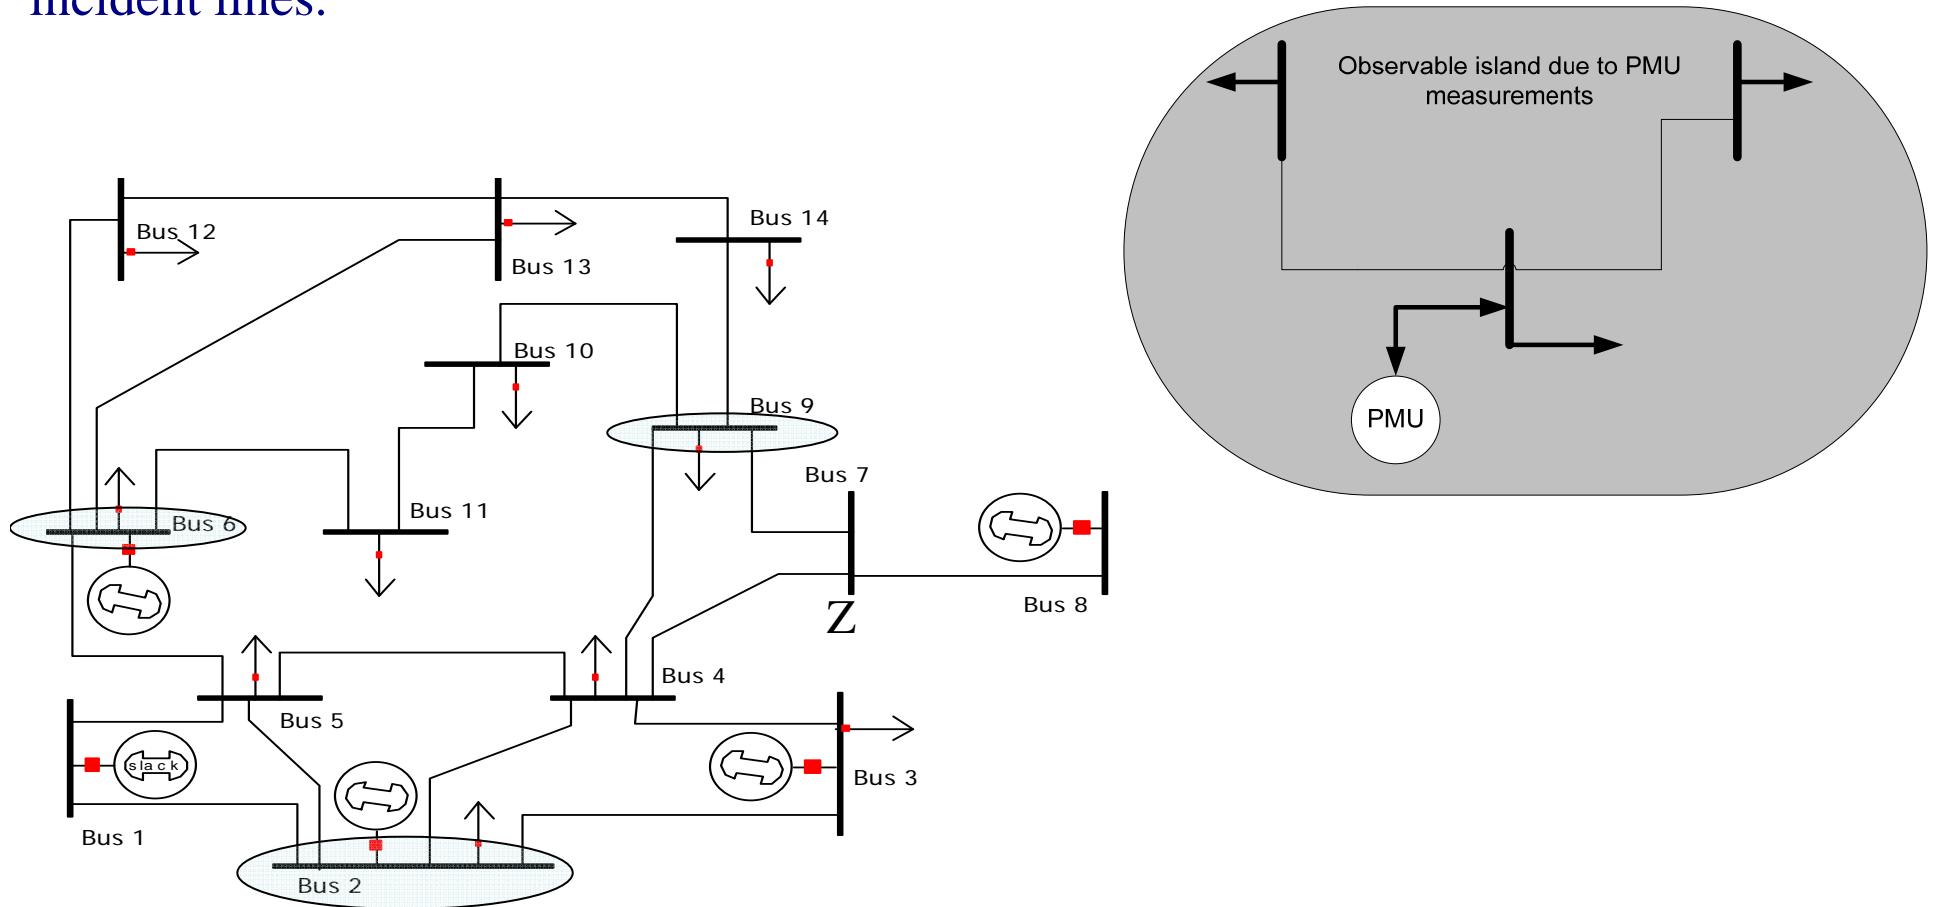 incident lines.
Observable island due to PMU
measurements
PMU
Bus 12
Bus 13
Bus 14
Bus 10
Bus 9
Bus 7
Bus 6
Bus 11
Bus 8
Z
Bus 4
Bus 5
slack
Bus 3
Bus 1
Bus 2